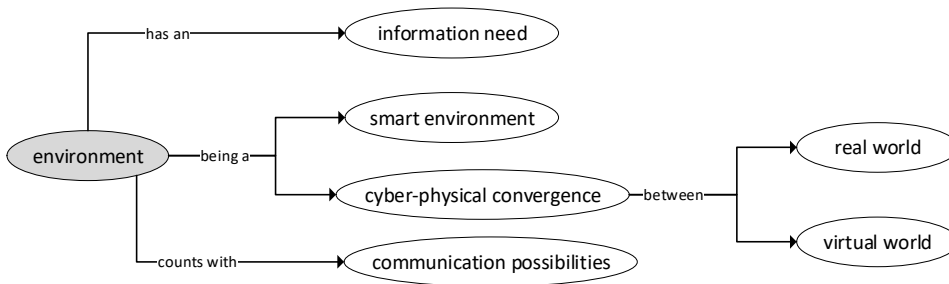 has an
information need
smart environment
environment
being a
real world
cyber-physical convergence
between
virtual world
counts with
communication possibilities